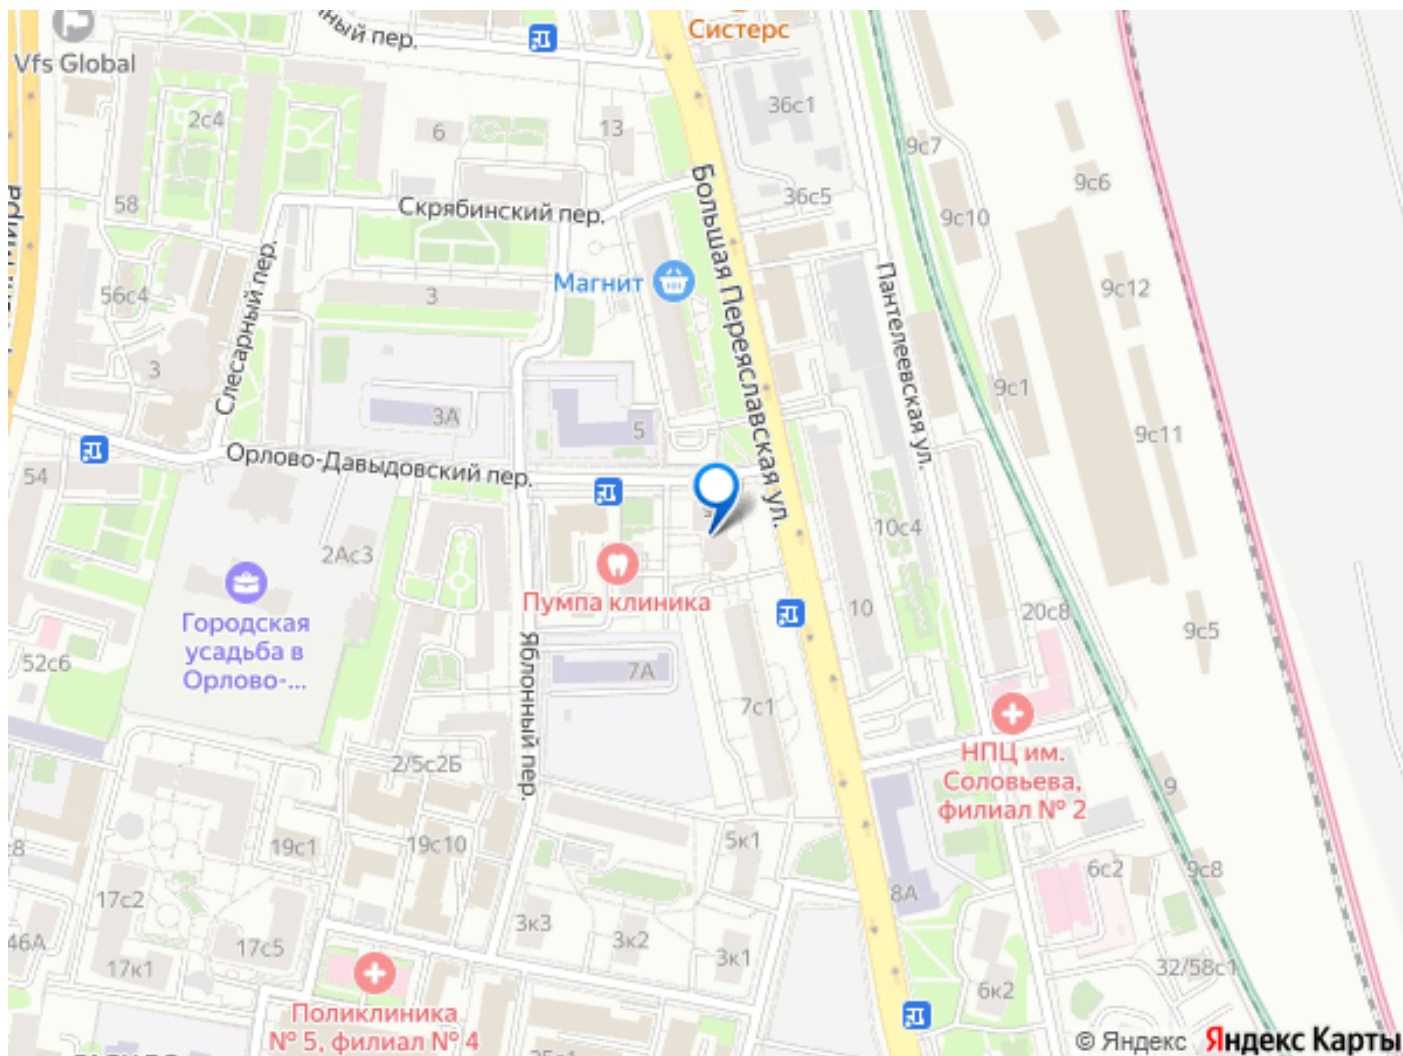 ный пер.
Систерс
Vfs Global
36с1
2с4
6
13
9с7
9с6
58
Скрябинский пер.
36с5
9с10
Большая Переяславская ул.
Магнит
56с4
3
Слесарный пер.
Пантелеевская ул.
9с12
3
9с1
3А
5
9с11
Орлово-Давыдовский пер.
54
10с4
2Ас3
Пумпа клиника
10
20с8
9с5
Городская
усадьба в
Орлово-...
52с6
Яблонный пер.
7А
7с1
НПЦ им.
Соловьева,
филиал № 2
2/5с2Б
9
19с1
19с10
5к1
6с2
9с8
17с2
8А
3к3
3к2
3к1
46А
17с5
17к1
32/58с1
6к2
Поликлиника
№ 5, филиал № 4
© Яндекс
Яндекс Карты